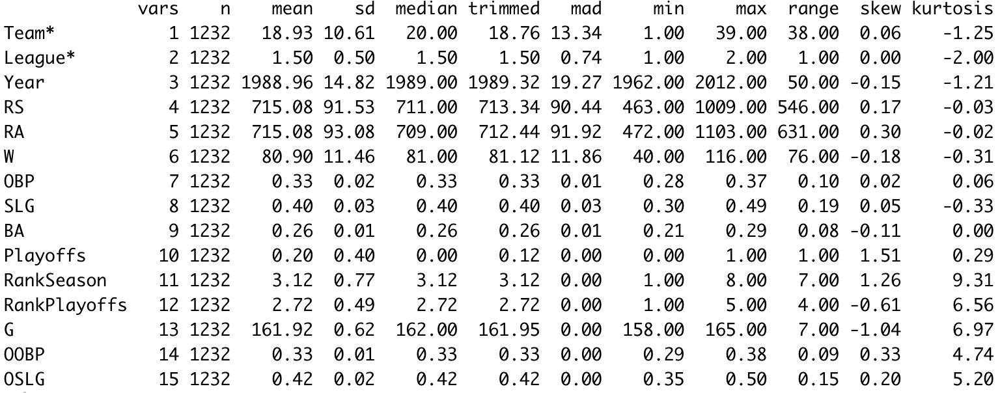 vars n mean sd median trimmed mad min max range skew kurtosis
Team* 1 1232 18.93 10.61 20.00 18.76 13.34 1.00 39.00 38.00 0.06 -1.25
League* 2 1232 1.50 0.50 1.50 1.50 0.74 1.00 2.00 1.00 0.00 -2.00
Year 3 1232 1988.96 14.82 1989.00 1989.32 19.27 1962.00 2012.00 50.00 -0.15 -1.21
RS 4 1232 715.08 91.53 711.00 713.34 90.44 463.00 1009.00 546.00 0.17 -0.03
RA 5 1232 715.08 93.08 709.00 712.44 91.92 472.00 1103.00 631.00 0.30 -0.02
W 6 1232 80.90 11.46 81.00 81.12 11.86 40.00 116.00 76.00 -0.18 -0.31
OBP 7 1232 0.33 0.02 0.33 0.33 0.01 0.28 0.37 0.10 0.02 0.06
SLG 8 1232 0.40 0.03 0.40 0.40 0.03 0.30 0.49 0.19 0.05 -0.33
BA 9 1232 0.26 0.01 0.26 0.26 0.01 0.21 0.29 0.08 -0.11 0.00
Playoffs 10 1232 0.20 0.40 0.00 0.12 0.00 0.00 1.00 1.00 1.51 0.29
RankSeason 11 1232 3.12 0.77 3.12 3.12 0.00 1.00 8.00 7.00 1.26 9.31
RankPlayoffs 12 1232 2.72 0.49 2.72 2.72 0.00 1.00 5.00 4.00 -0.61 6.56
G 13 1232 161.92 0.62 162.00 161.95 0.00 158.00 165.00 7.00 -1.04 6.97
OOBP 14 1232 0.33 0.01 0.33 0.33 0.00 0.29 0.38 0.09 0.33 4.74
OSLG 15 1232 0.42 0.02 0.42 0.42 0.00 0.35 0.50 0.15 0.20 5.20